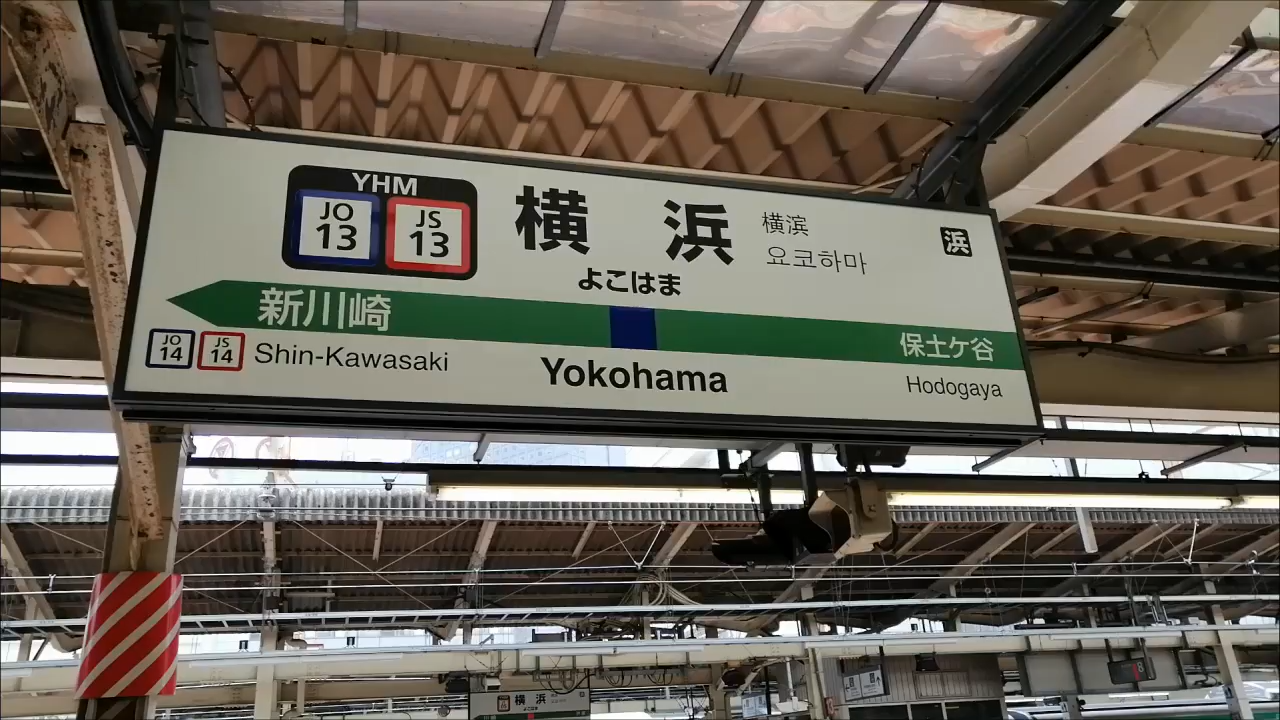 YHM
JO 13
JS 13
横浜
横滨
요코하마
よこはま
浜
新川崎
保土ケ谷
JO 14
JS 14
Shin-Kawasaki
Yokohama
Hodogaya
横浜
8